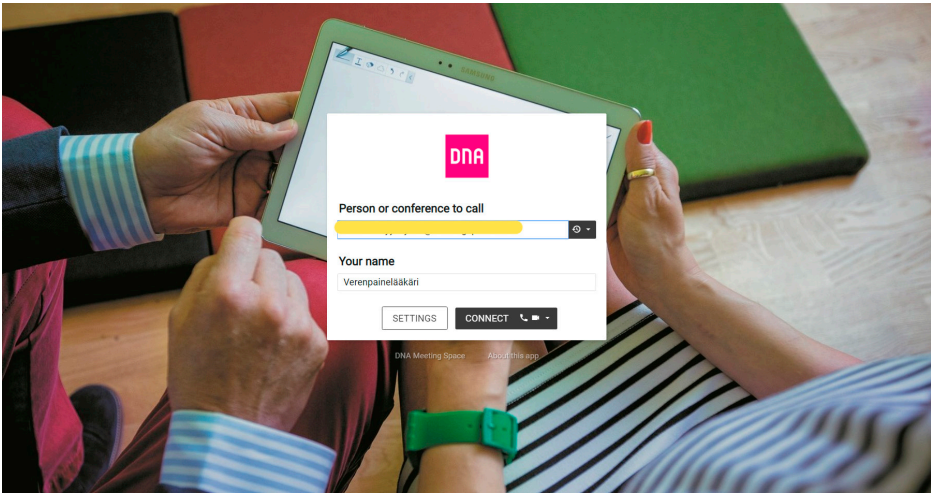 SAMSUNG
DNA
Person or conference to call
Your name
Verenpainelääkäri
SETTINGS
CONNECT
DNA Meeting Space
About this app